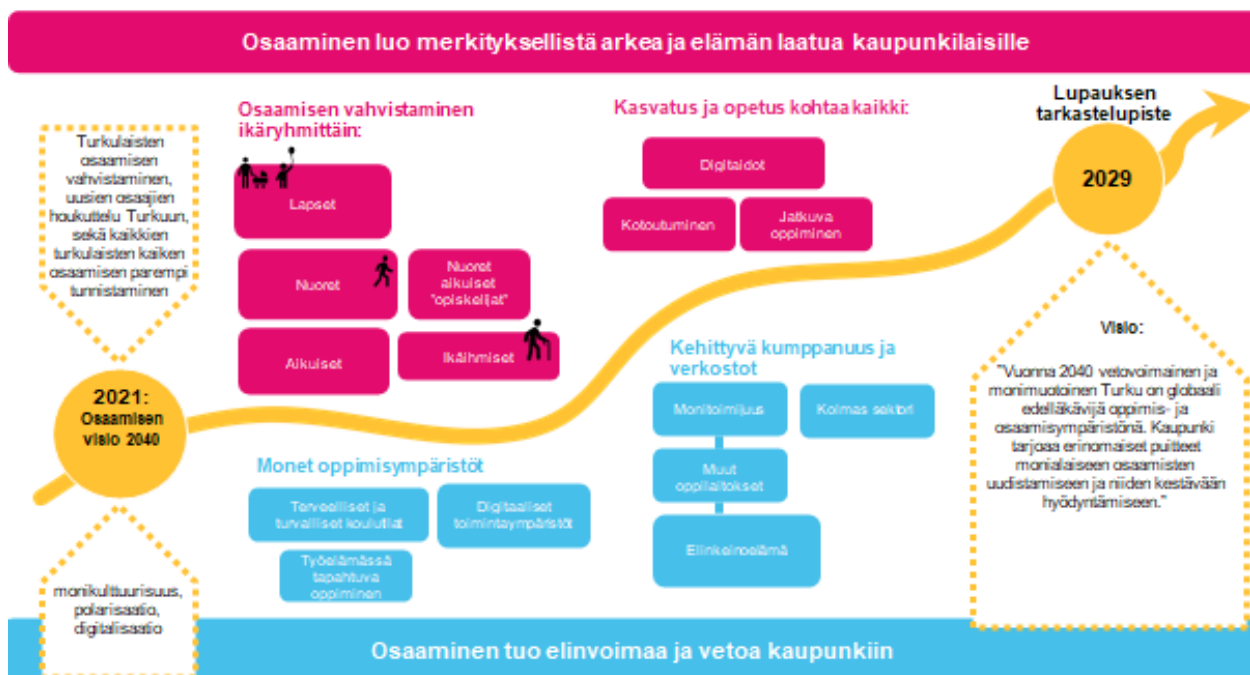 Osaaminen luo merkityksellistä arkea ja elämän laatua kaupunkilaisille
Turkulaisten
osaamisen
vahvistaminen,
uusien osaajien
houkuttelu Turkuun,
sekä kaikkien
turkulaisten kaiken
osaamisen parempi
tunnistaminen
2021:
Osaamisen
visio 2040
monikulttuurisuus,
polarisaatio,
digitalisaatio
Osaamisen vahvistaminen
ikäryhmittäin:
Lapset
Nuoret
Nuoret
aikuiset
"opiskelijat"
Aikuiset
Ikäihmiset
Kasvatus ja opetus kohtaa kaikki:
Digitaidot
Kotoutuminen
Jatkuva
oppiminen
Monet oppimisympäristöt
Terveelliset ja
turvalliset koulutilat
Digitaaliset
toimintaympäristöt
Työelämässä
tapahtuva
oppiminen
Kehittyvä kumppanuus ja
verkostot
Monitoimijuus
Kolmas sektori
Muut
oppilaitokset
Elinkeinoelämä
Lupauksen
tarkastelupiste
2029
Visio:
"Vuonna 2040 vetovoimainen ja
monimuotoinen Turku on globaali
edelläkävijä oppimis- ja
osaamisympäristönä. Kaupunki
tarjoaa erinomaiset puitteet
monialaiseen osaamisten
uudistamiseen ja niiden kestävään
hyödyntämiseen."
Osaaminen tuo elinvoimaa ja vetoa kaupunkiin